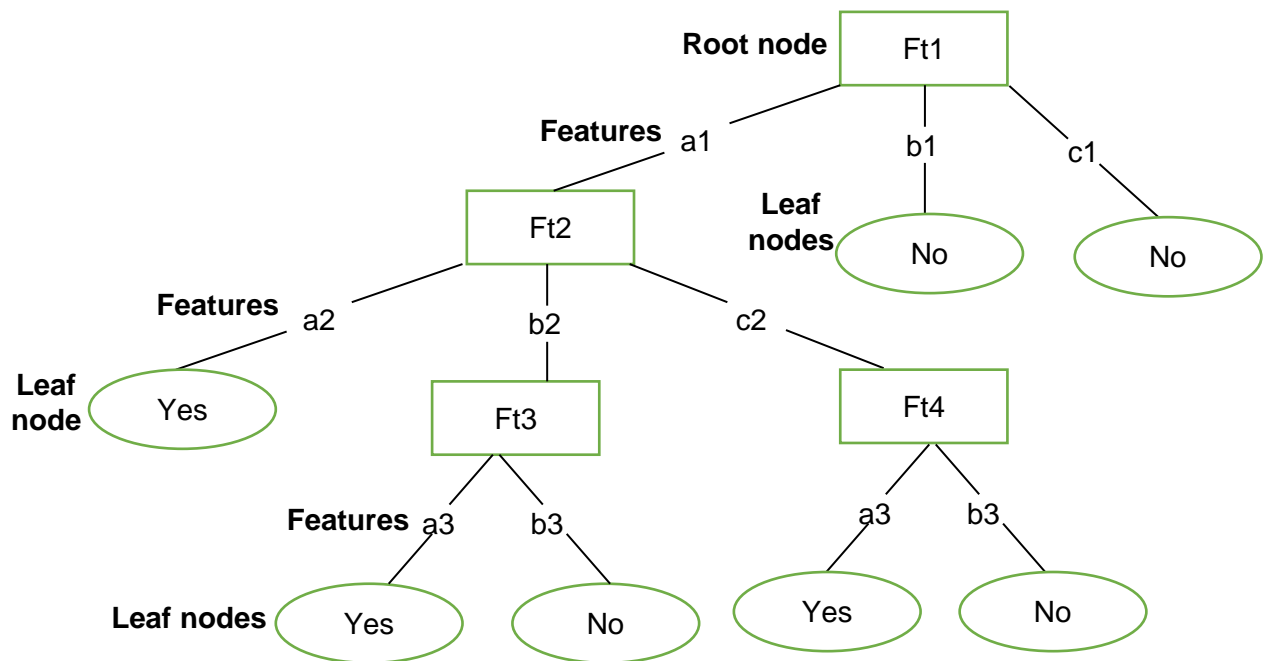 Root node
Ft1
Features
a1
b1
c1
Leaf
nodes
Ft2
No
No
Features
a2
b2
c2
Leaf
node
Yes
Ft3
Ft4
Features
a3
b3
a3
b3
Leaf nodes
Yes
No
Yes
No